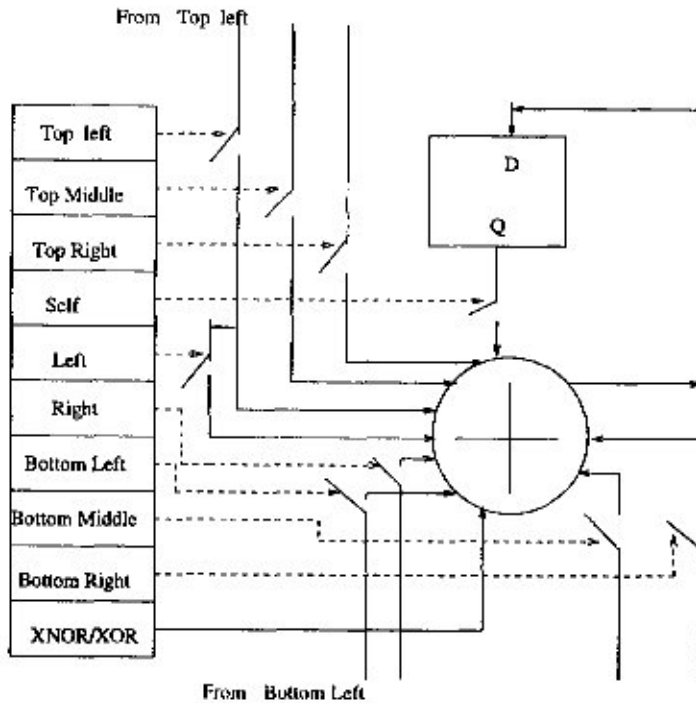 From Top left
Top left
Top Middle
Top Right
Self
Left
Right
Bottom Left
Bottom Middle
Bottom Right
XNOR/XOR
D
Q
From Bottom Left